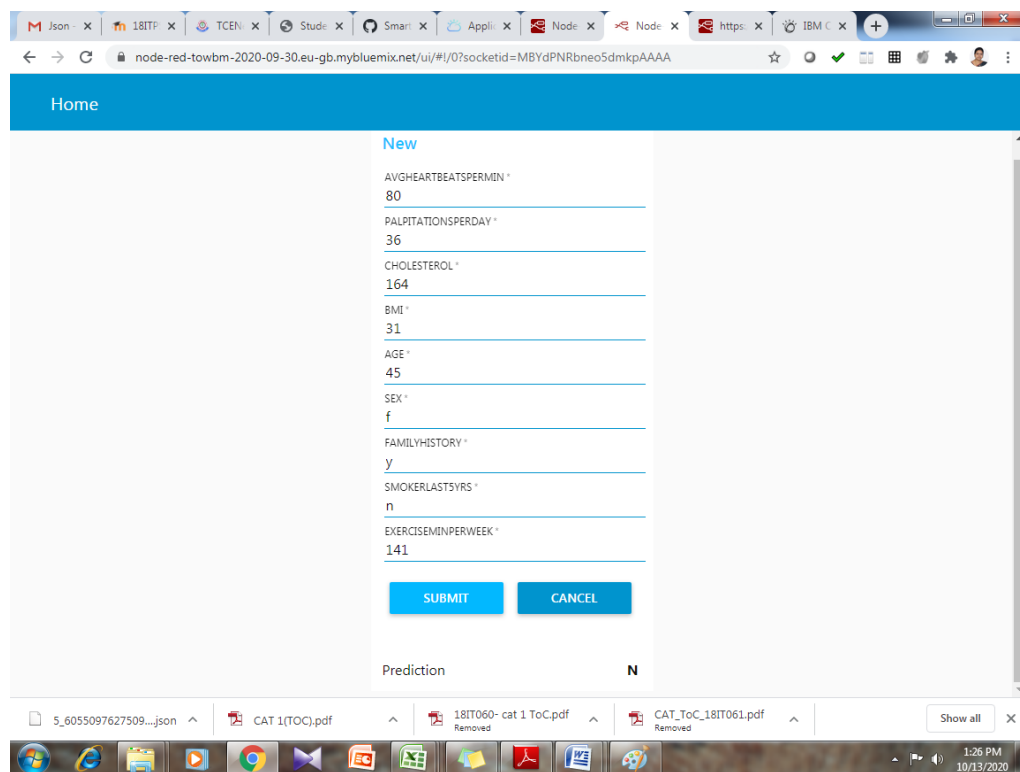 Json - 18ITP TCEN Stude Smart Applic Node Node https: IBM C
node-red-towbm-2020-09-30.eu-gb.mybluemix.net/ui/#!/0?socketid=MBYdPNRbneo5dmkpAAAA
Home
New
AVGHEARTBEATSPERMIN *
80
PALPITATIONSPERDAY *
36
CHOLESTEROL *
164
BMI *
31
AGE *
45
SEX *
f
FAMILYHISTORY *
y
SMOKERLAST5YRS *
n
EXERCISEMINPERWEEK *
141
SUBMIT CANCEL
Prediction N
5_6055097627509....json CAT 1(TOC).pdf 18IT060- cat 1 ToC.pdf CAT_ToC_18IT061.pdf Show all
Removed Removed
1:26 PM
10/13/2020